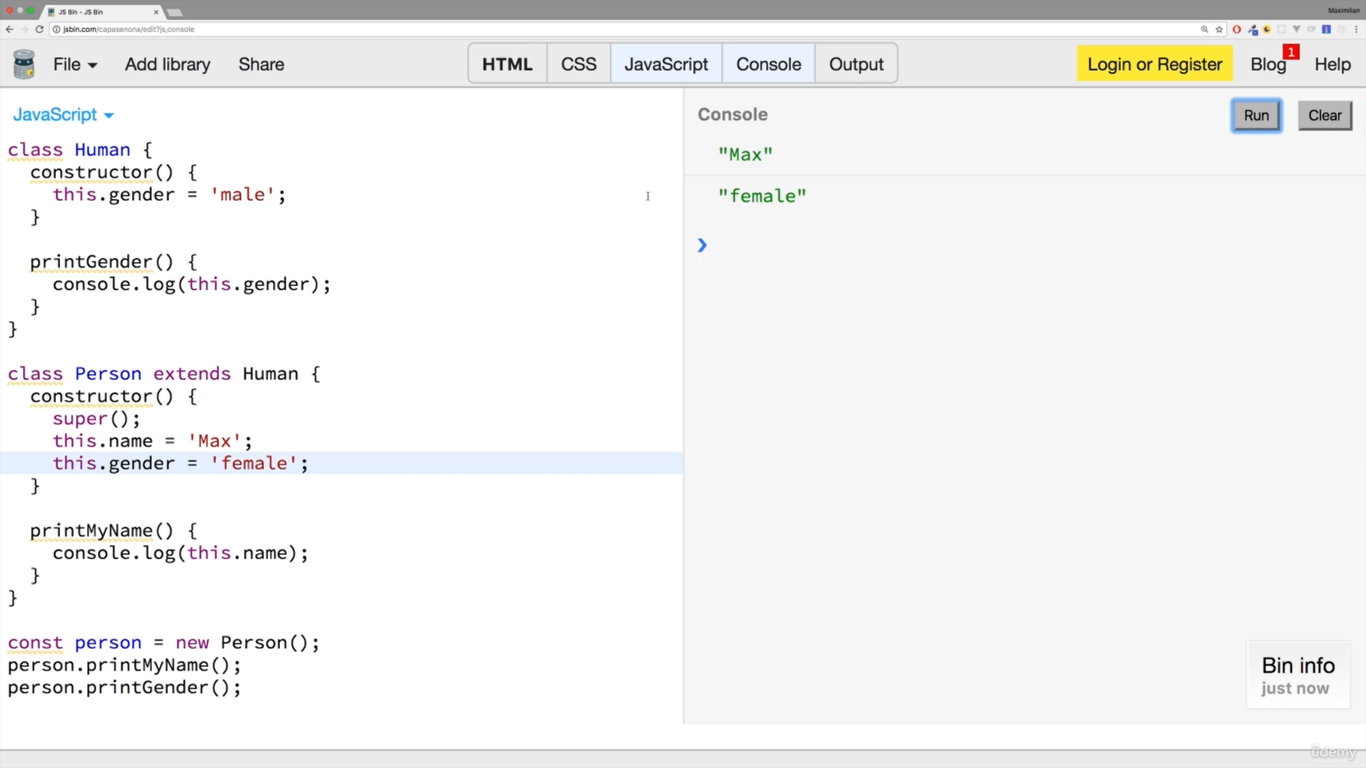 JS Bin - JS Bin
Maximilian
jsbin.com/capasenona/edit?js,console
File
Add library
Share
HTML
CSS
JavaScript
Console
Output
Login or Register
Blog
1
Help
JavaScript
class Human {
constructor() {
this.gender = 'male';
}
printGender() {
console.log(this.gender);
}
}
class Person extends Human {
constructor() {
super();
this.name = 'Max';
this.gender = 'female';
}
printMyName() {
console.log(this.name);
}
}
const person = new Person();
person.printMyName();
person.printGender();
Console
Run
Clear
"Max"
"female"
Bin info
just now
ûdemy